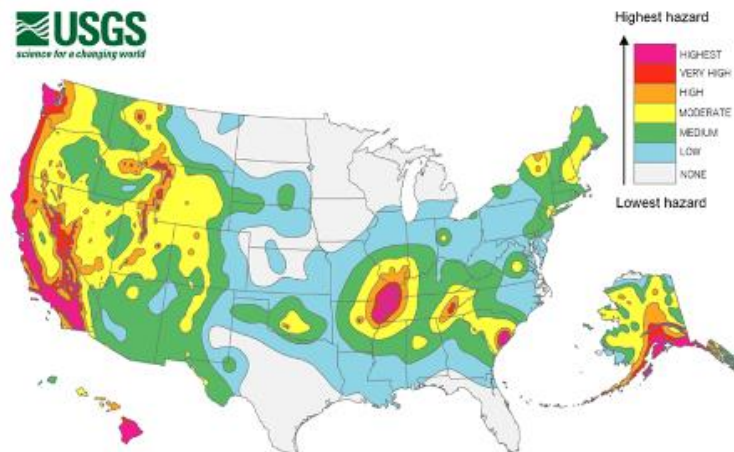 USGS
science for a changing world
Highest hazard
HIGHEST
VERY HIGH
HIGH
MODERATE
MEDIUM
LOW
NONE
Lowest hazard